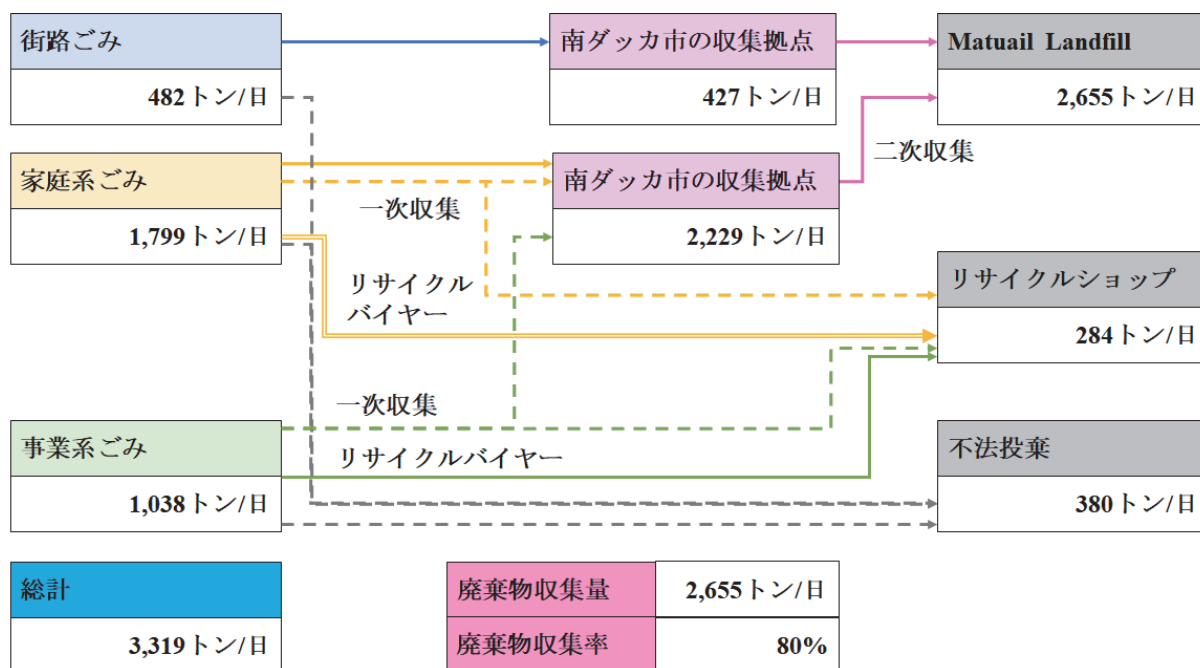 街路ごみ
482トン/日
南ダッカ市の収集拠点
427トン/日
Matuail Landfill
2,655トン/日
家庭系ごみ
1,799トン/日
一次収集
南ダッカ市の収集拠点
2,229トン/日
二次収集
リサイクル
バイヤー
リサイクルショップ
284トン/日
事業系ごみ
1,038トン/日
一次収集
リサイクルバイヤー
不法投棄
380トン/日
総計
3,319トン/日
廃棄物収集量
2,655トン/日
廃棄物収集率
80%